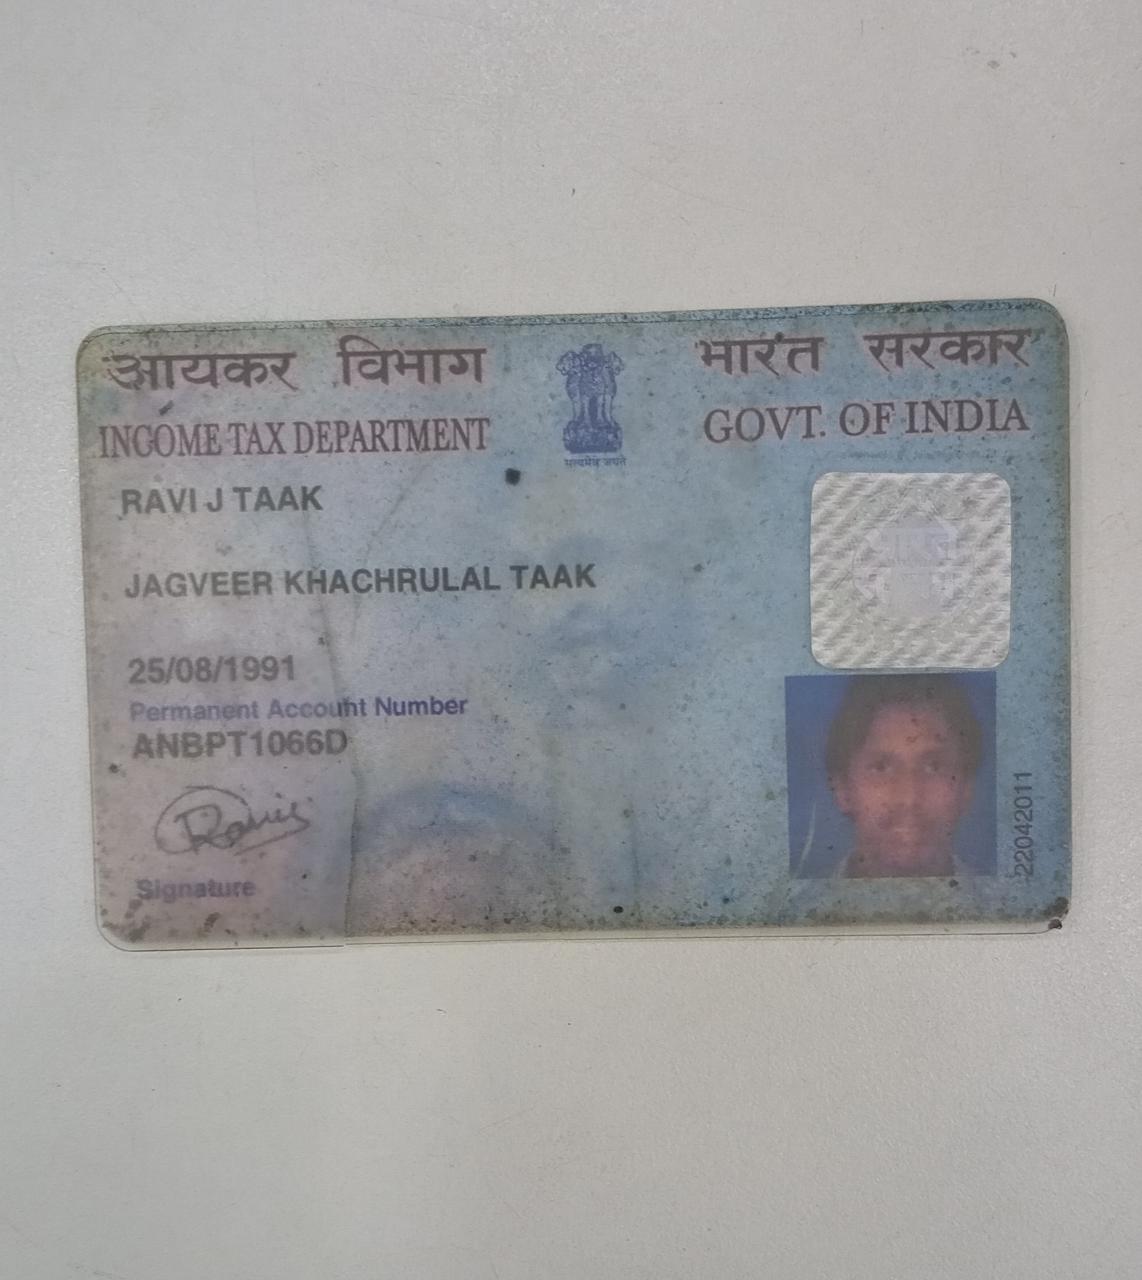 आयकर विभाग
INCOME TAX DEPARTMENT
सत्यमेव जयते
भारत सरकार
GOVT. OF INDIA
RAVI J TAAK
JAGVEER KHACHRULAL TAAK
25/08/1991
Permanent Account Number
ANBPT1066D
Signature
22042011